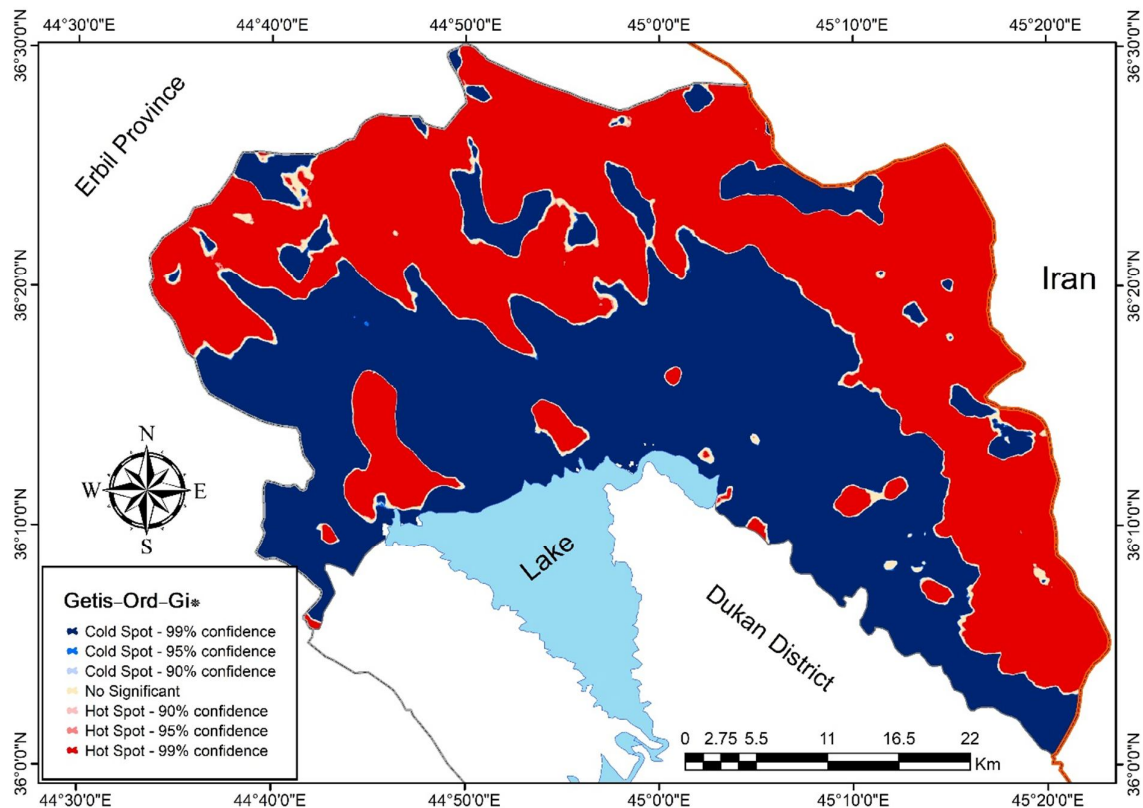 44°30'0"E 44°40'0"E 44°50'0"E 45°0'0"E 45°10'0"E 45°20'0"E
36°30'0"N
36°20'0"N
36°10'0"N
36°0'0"N
36°30'0"N
36°20'0"N
36°10'0"N
36°0'0"N
Erbil Province
Iran
N
W E
S
Lake
Dukan District
Getis-Ord-Gi*
Cold Spot - 99% confidence
Cold Spot - 95% confidence
Cold Spot - 90% confidence
No Significant
Hot Spot - 90% confidence
Hot Spot - 95% confidence
Hot Spot - 99% confidence
0 2.75 5.5 11 16.5 22
Km
44°30'0"E 44°40'0"E 44°50'0"E 45°0'0"E 45°10'0"E 45°20'0"E